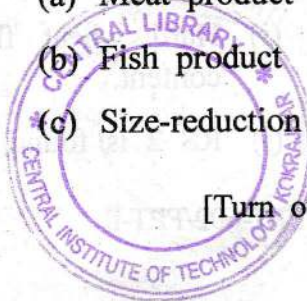 (a) Meat product
(b) Fish product
(c) Size-reduction
[Turn o
CENTRAL LIBRARY
* CENTRAL INSTITUTE OF TECHNOLOGY KOKRAJHAR *